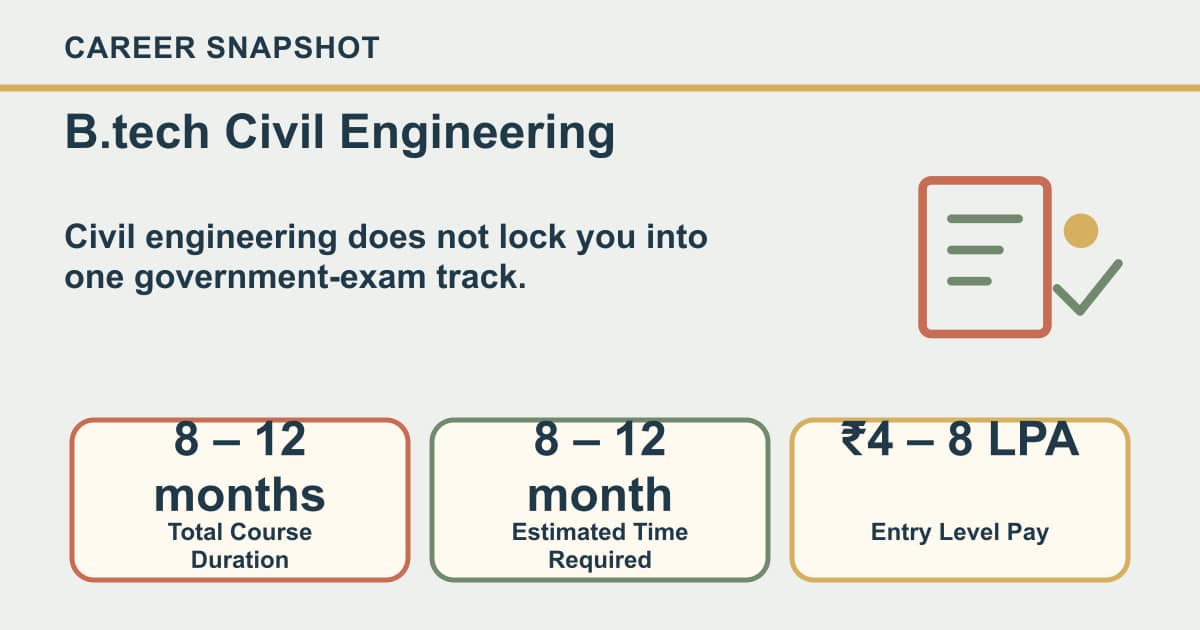 CAREER SNAPSHOT
B.tech Civil Engineering
Civil engineering does not lock you into
one government-exam track.
8 – 12
months
Total Course
Duration
8 – 12
month
Estimated Time
Required
₹4 – 8 LPA
Entry Level Pay